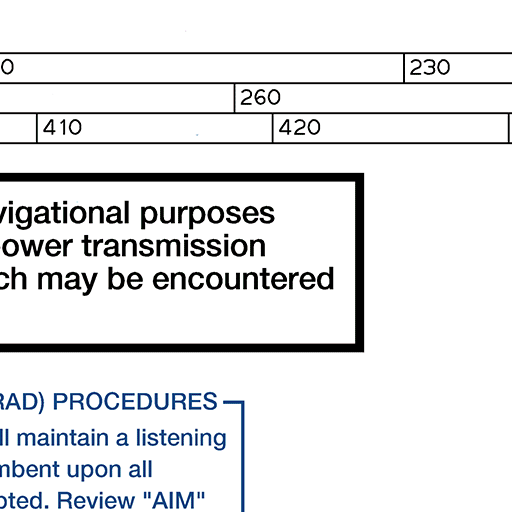 0 230
260
410 420
vigational purposes
ower transmission
ch may be encountered
RAD) PROCEDURES
ll maintain a listening
mbent upon all
pted. Review "AIM"